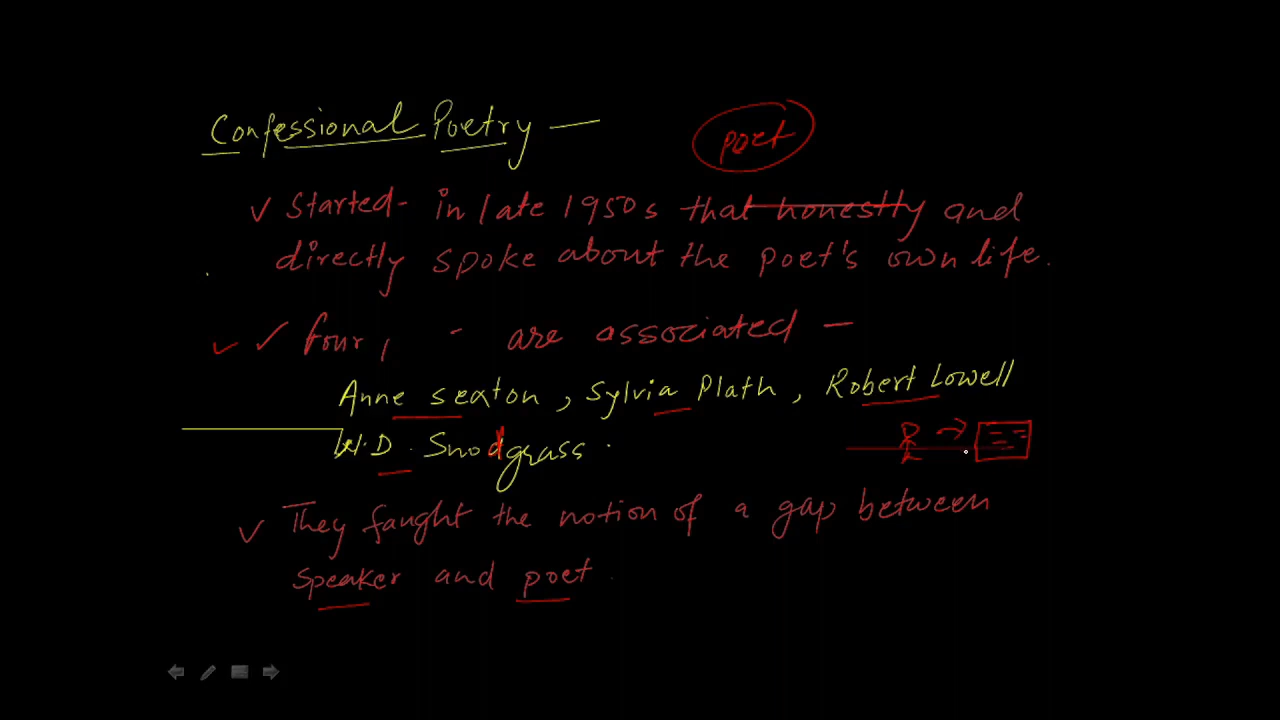 Confessional Poetry —
poet
✓ Started - in late 1950s that honestly and
directly spoke about the poet's own life.
✓ ✓ four, - are associated —
Anne Sexton, Sylvia Plath, Robert Lowell
W.D. Snodgrass.
✓ They faught the notion of a gap between
speaker and poet.